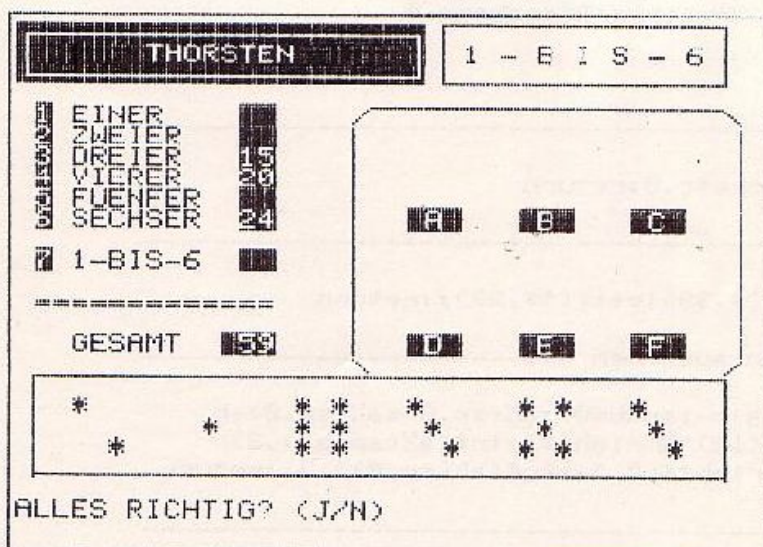 THORSTEN
1 - B I S - 6
1 EINER
2 ZWEIER
3 DREIER 15
4 VIERER 20
5 FUENFER
6 SECHSER 24
7 1-BIS-6
GESAMT 59
A B C
D E F
ALLES RICHTIG? (J/N)